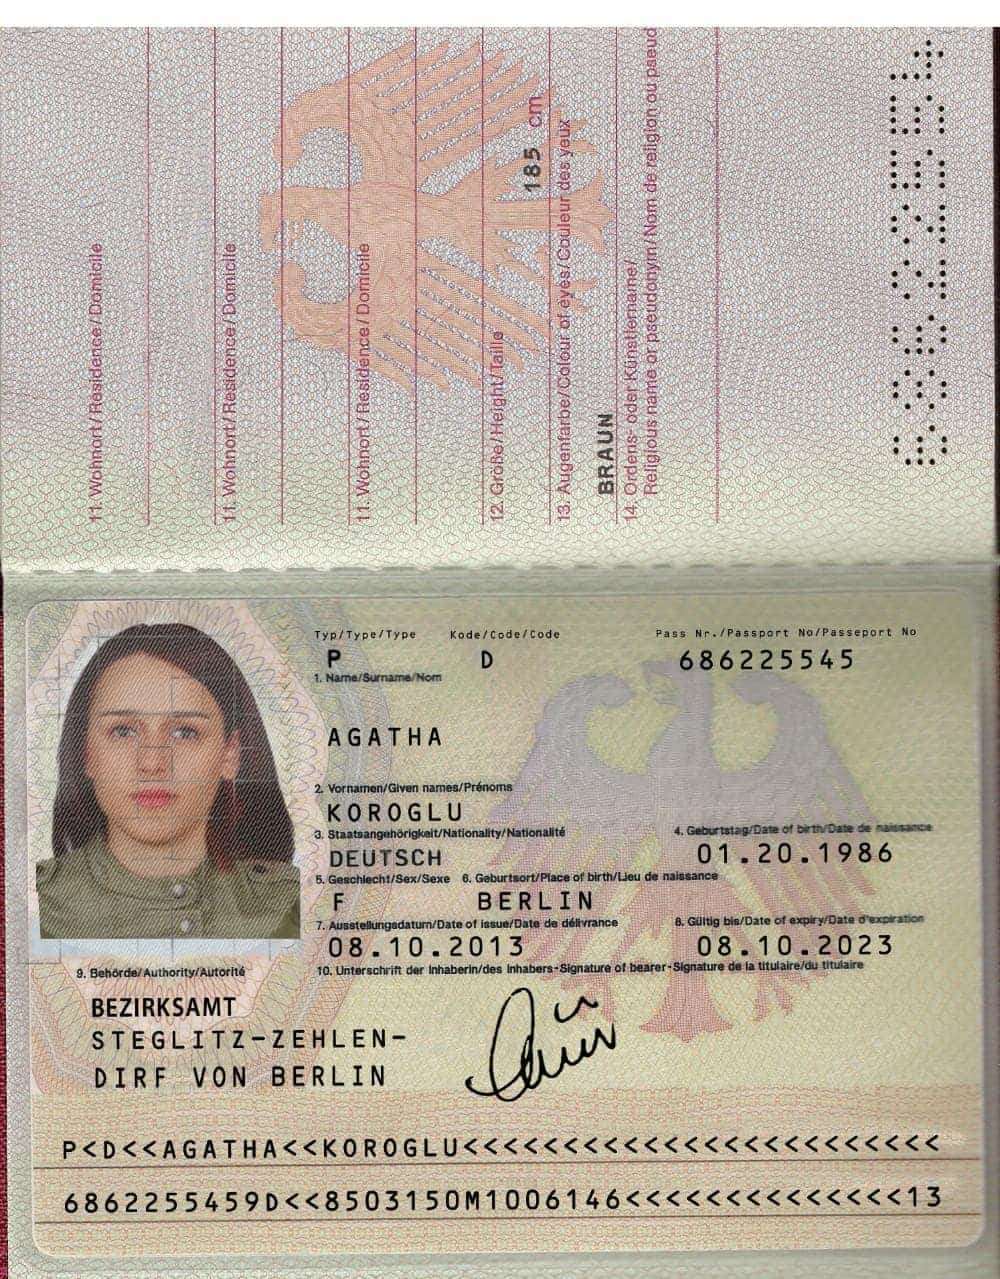 11. Wohnort/Residence/Domicile
11. Wohnort/Residence/Domicile
11. Wohnort/Residence/Domicile
12. Größe/Height/Taille
185 cm
13. Augenfarbe/Colour of eyes/Couleur des yeux
BRAUN
14. Ordens- oder Künstlername/
Religious name or pseudonym/Nom de religion ou pseud
Typ/Type/Type Kode/Code/Code Pass Nr./Passport No/Passeport No
P D 686225545
1. Name/Surname/Nom
AGATHA
2. Vornamen/Given names/Prénoms
KOROGLU
3. Staatsangehörigkeit/Nationality/Nationalité 4. Geburtstag/Date of birth/Date de naissance
DEUTSCH 01.20.1986
5. Geschlecht/Sex/Sexe 6. Geburtsort/Place of birth/Lieu de naissance
F BERLIN
7. Ausstellungsdatum/Date of issue/Date de délivrance 8. Gültig bis/Date of expiry/Date d'expiration
08.10.2013 08.10.2023
9. Behörde/Authority/Autorité 10. Unterschrift der Inhaberin/des Inhabers-Signature of bearer-Signature de la titulaire/du titulaire
BEZIRKSAMT
STEGLITZ-ZEHLEN-
DIRF VON BERLIN
P<D<<AGATHA<<KOROGLU<<<<<<<<<<<<<<<<<<<<<<<<
6862255459D<<8503150M1006146<<<<<<<<<<<<<<13